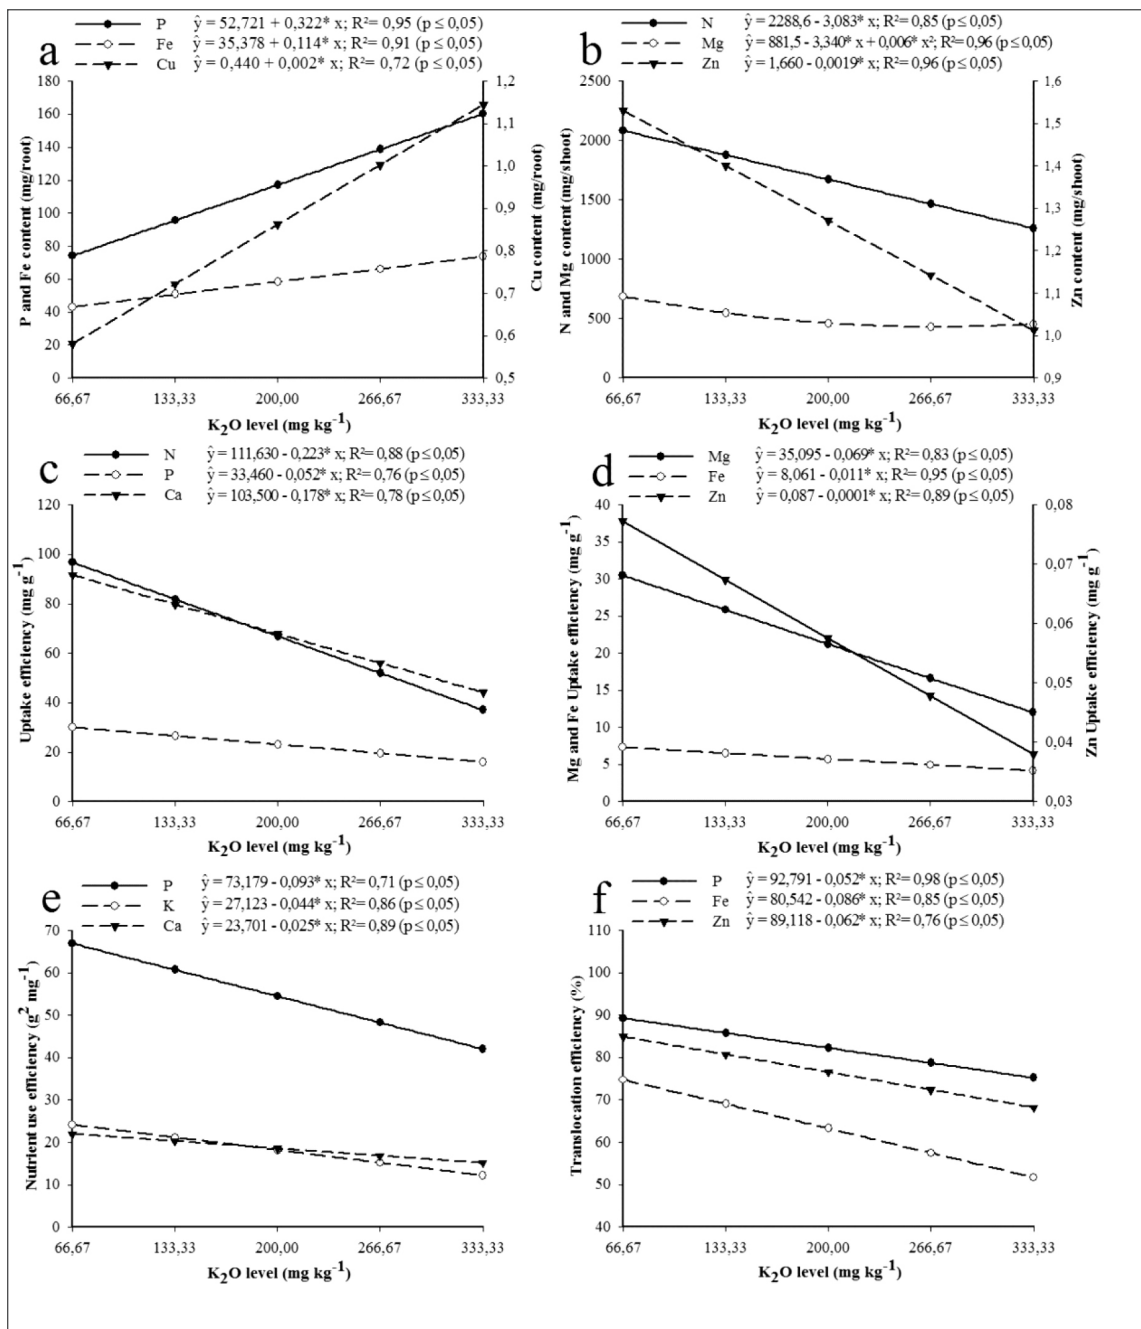 a
P ŷ = 52,721 + 0,322* x; R²= 0,95 (p ≤ 0,05)
Fe ŷ = 35,378 + 0,114* x; R²= 0,91 (p ≤ 0,05)
Cu ŷ = 0,440 + 0,002* x; R²= 0,72 (p ≤ 0,05)
P and Fe content (mg/root)
180
160
140
120
100
80
60
40
20
0
1,2
1,1
1,0
0,9
0,8
0,7
0,6
0,5
Cu content (mg/root)
66,67 133,33 200,00 266,67 333,33
K₂O level (mg kg⁻¹)
b
N ŷ = 2288,6 - 3,083* x; R²= 0,85 (p ≤ 0,05)
Mg ŷ = 881,5 - 3,340* x + 0,006* x²; R²= 0,96 (p ≤ 0,05)
Zn ŷ = 1,660 - 0,0019* x; R²= 0,96 (p ≤ 0,05)
N and Mg content (mg/shoot)
2500
2000
1500
1000
500
0
1,6
1,5
1,4
1,3
1,2
1,1
1,0
0,9
Zn content (mg/shoot)
66,67 133,33 200,00 266,67 333,33
K₂O level (mg kg⁻¹)
c
N ŷ = 111,630 - 0,223* x; R²= 0,88 (p ≤ 0,05)
P ŷ = 33,460 - 0,052* x; R²= 0,76 (p ≤ 0,05)
Ca ŷ = 103,500 - 0,178* x; R²= 0,78 (p ≤ 0,05)
Uptake efficiency (mg g⁻¹)
120
100
80
60
40
20
0
66,67 133,33 200,00 266,67 333,33
K₂O level (mg kg⁻¹)
d
Mg ŷ = 35,095 - 0,069* x; R²= 0,83 (p ≤ 0,05)
Fe ŷ = 8,061 - 0,011* x; R²= 0,95 (p ≤ 0,05)
Zn ŷ = 0,087 - 0,0001* x; R²= 0,89 (p ≤ 0,05)
Mg and Fe Uptake efficiency (mg g⁻¹)
40
35
30
25
20
15
10
5
0
0,08
0,07
0,06
0,05
0,04
0,03
Zn Uptake efficiency (mg g⁻¹)
66,67 133,33 200,00 266,67 333,33
K₂O level (mg kg⁻¹)
e
P ŷ = 73,179 - 0,093* x; R²= 0,71 (p ≤ 0,05)
K ŷ = 27,123 - 0,044* x; R²= 0,86 (p ≤ 0,05)
Ca ŷ = 23,701 - 0,025* x; R²= 0,89 (p ≤ 0,05)
Nutrient use efficiency (g² mg⁻¹)
70
60
50
40
30
20
10
0
66,67 133,33 200,00 266,67 333,33
K₂O level (mg kg⁻¹)
f
P ŷ = 92,791 - 0,052* x; R²= 0,98 (p ≤ 0,05)
Fe ŷ = 80,542 - 0,086* x; R²= 0,85 (p ≤ 0,05)
Zn ŷ = 89,118 - 0,062* x; R²= 0,76 (p ≤ 0,05)
Translocation efficiency (%)
110
100
90
80
70
60
50
40
66,67 133,33 200,00 266,67 333,33
K₂O level (mg kg⁻¹)